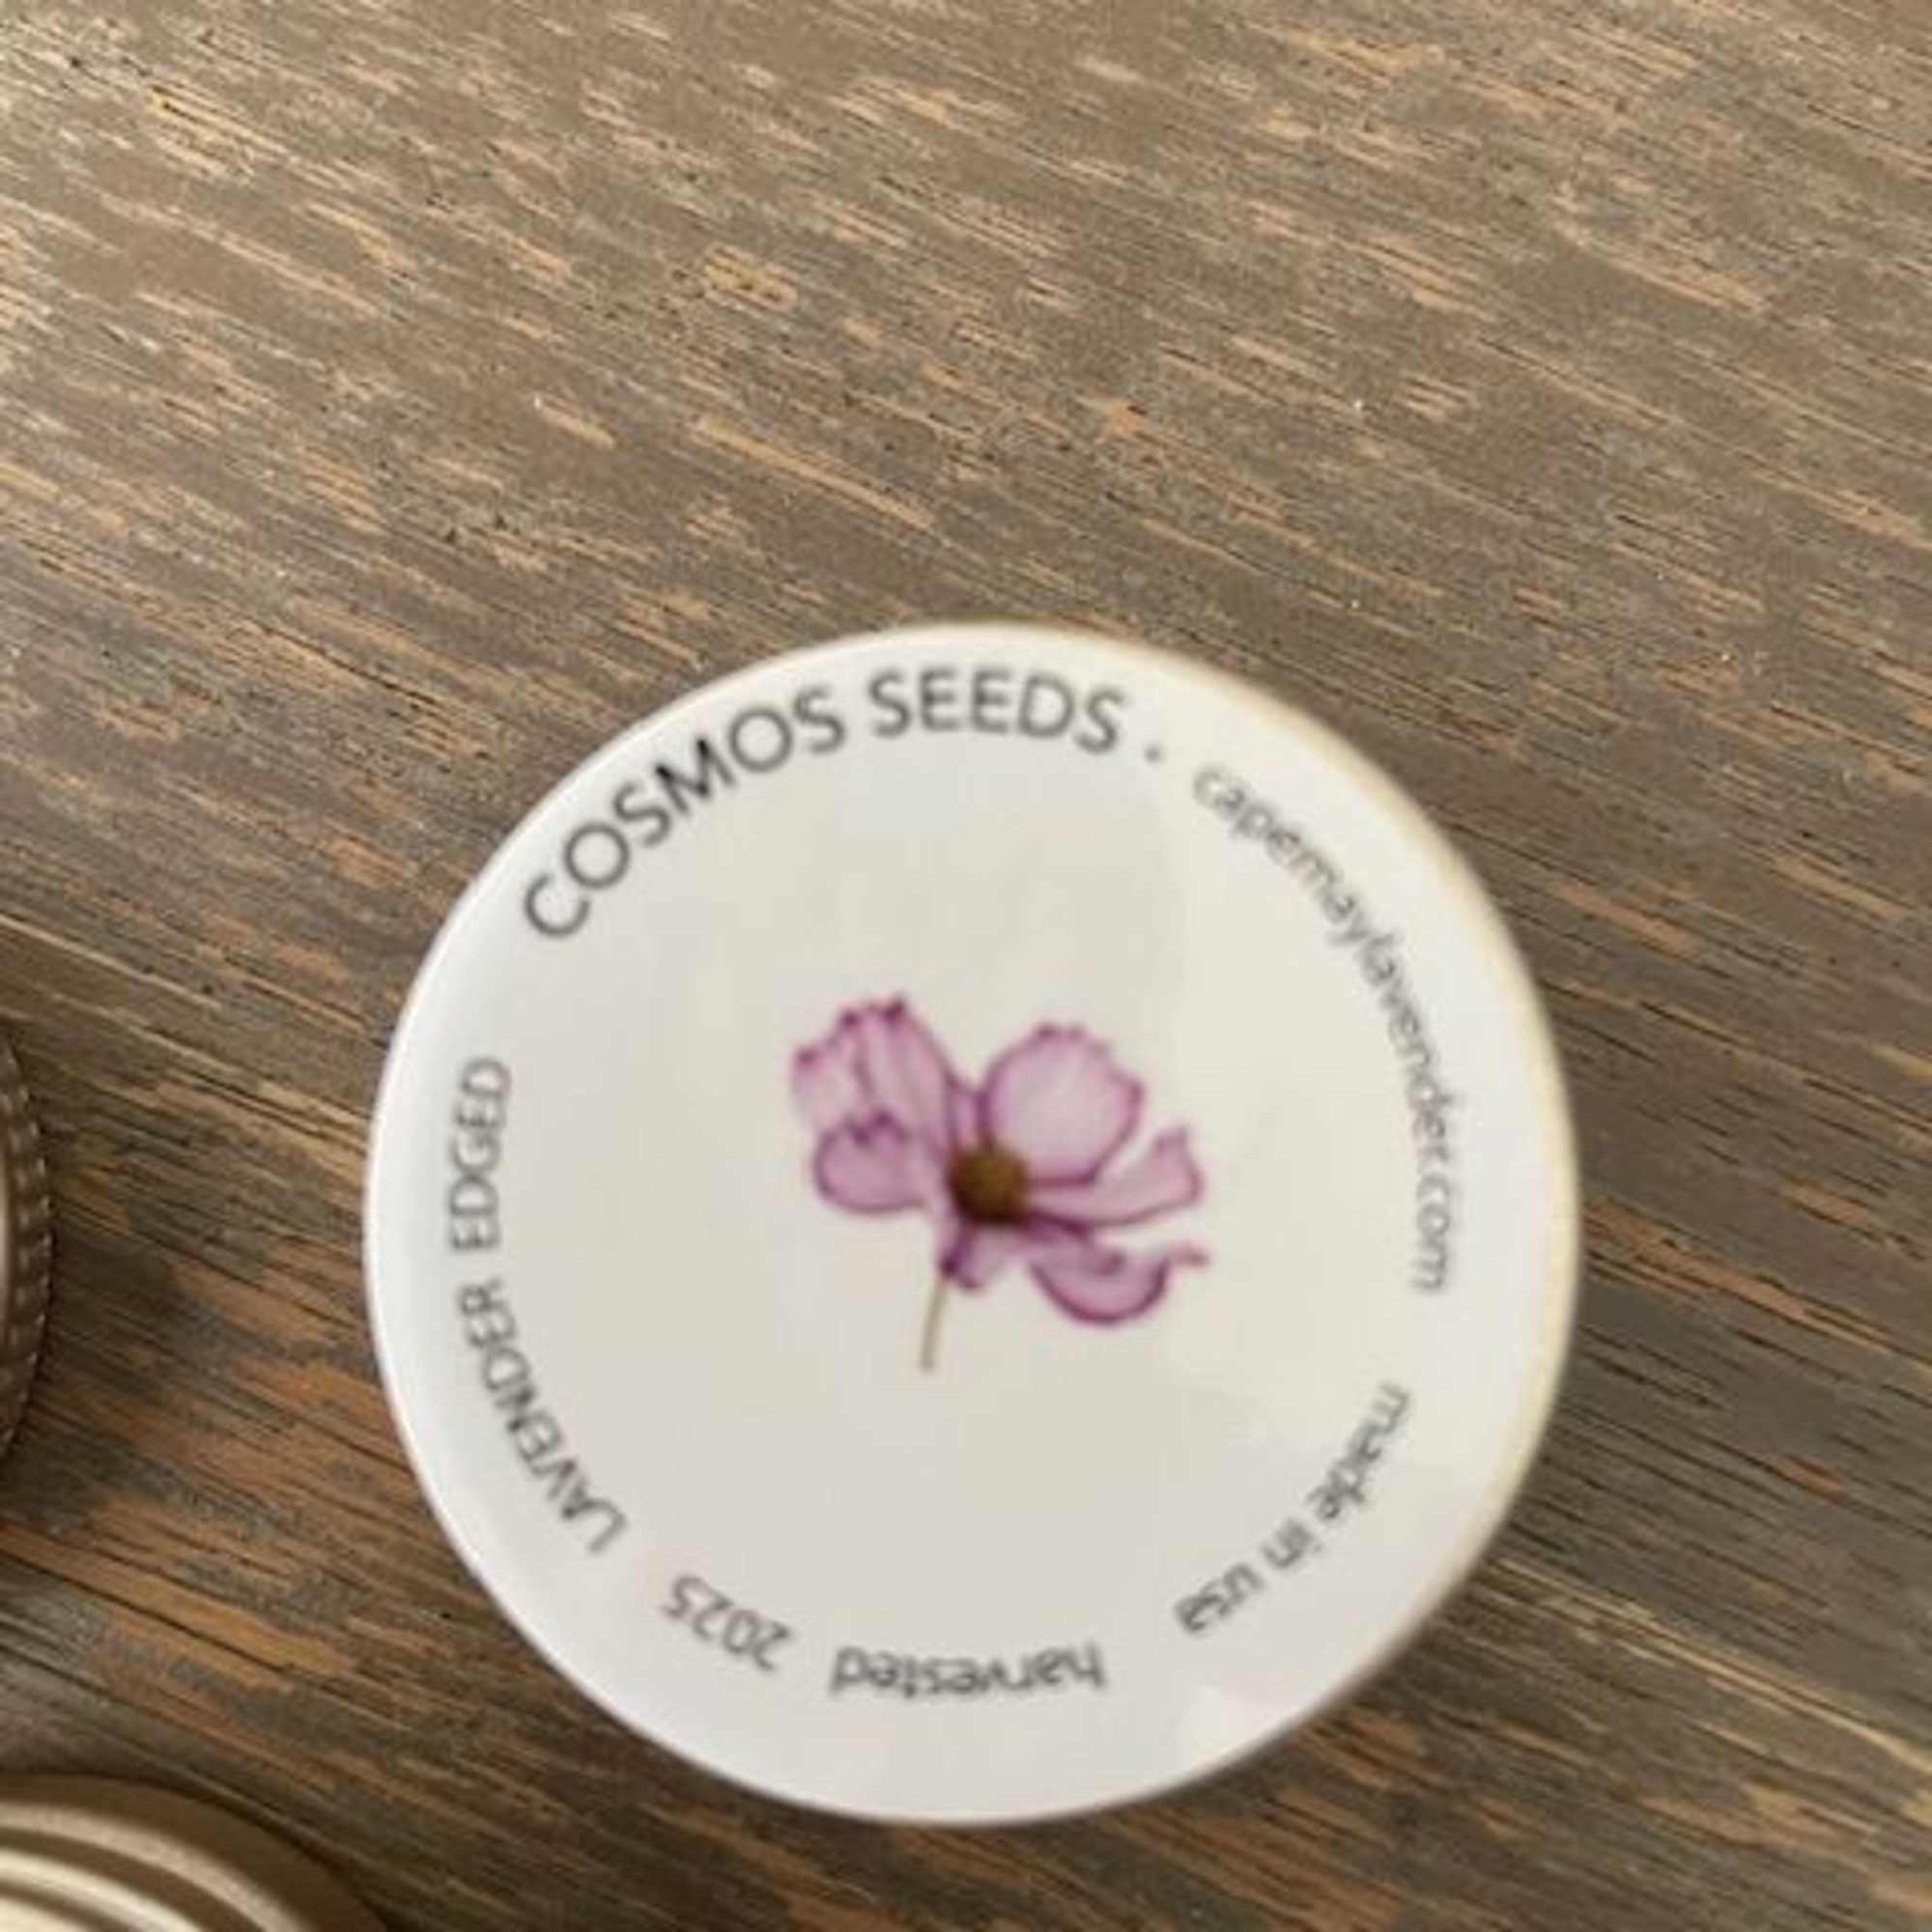 COSMOS SEEDS •
capemaylavender.com
made in usa
harvested 2025
LAVENDER EDGED